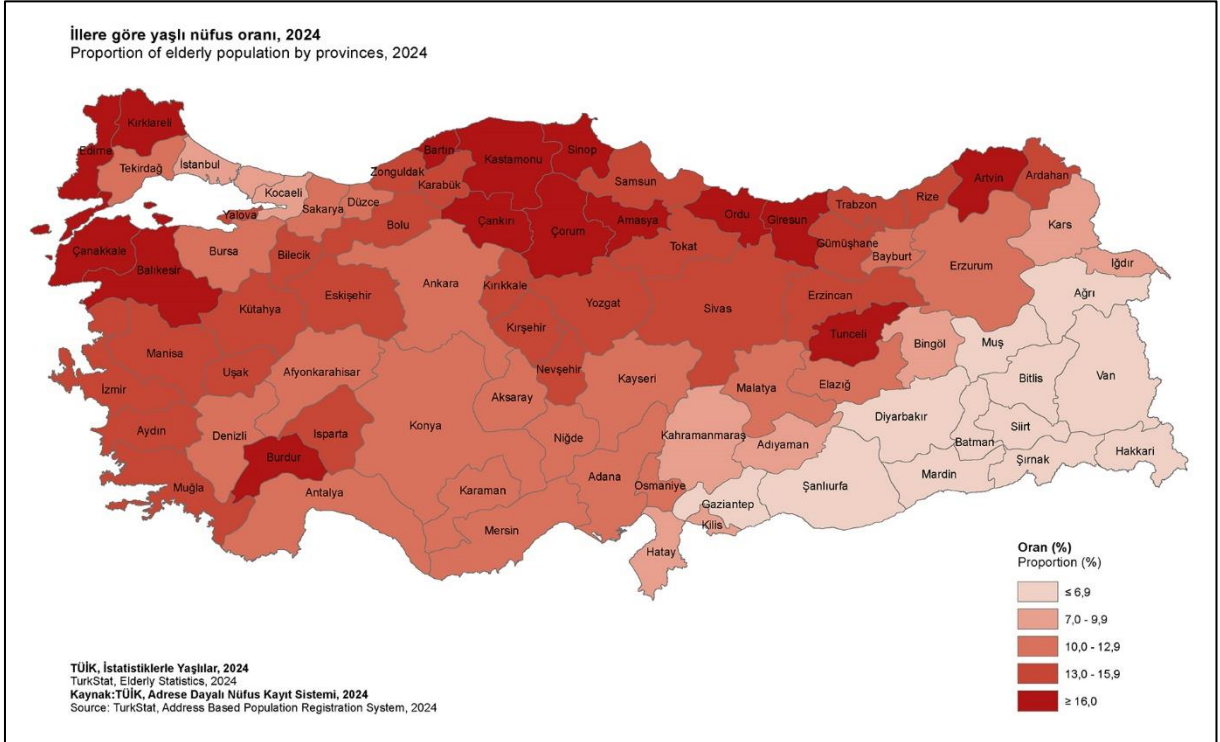 İllere göre yaşlı nüfus oranı, 2024
Proportion of elderly population by provinces, 2024
Kırklareli
Edirne
Tekirdağ
İstanbul
Kocaeli
Yalova
Sakarya
Düzce
Zonguldak
Bartın
Karabük
Kastamonu
Sinop
Samsun
Bolu
Çankırı
Çorum
Amasya
Ordu
Giresun
Trabzon
Rize
Artvin
Ardahan
Kars
Iğdır
Çanakkale
Balıkesir
Bursa
Bilecik
Eskişehir
Ankara
Kırıkkale
Yozgat
Tokat
Sivas
Gümüşhane
Bayburt
Erzurum
Erzincan
Ağrı
Kütahya
Kırşehir
Tunceli
Bingöl
Muş
Manisa
Uşak
Afyonkarahisar
Nevşehir
Kayseri
Malatya
Elazığ
Bitlis
Van
İzmir
Aksaray
Aydın
Denizli
Isparta
Konya
Niğde
Kahramanmaraş
Adıyaman
Diyarbakır
Batman
Siirt
Hakkari
Burdur
Muğla
Antalya
Karaman
Mersin
Adana
Osmaniye
Gaziantep
Kilis
Hatay
Şanlıurfa
Mardin
Şırnak
Oran (%)
Proportion (%)
≤ 6,9
7,0 - 9,9
10,0 - 12,9
13,0 - 15,9
≥ 16,0
TÜİK, İstatistiklerle Yaşlılar, 2024
TurkStat, Elderly Statistics, 2024
Kaynak:TÜİK, Adrese Dayalı Nüfus Kayıt Sistemi, 2024
Source: TurkStat, Address Based Population Registration System, 2024